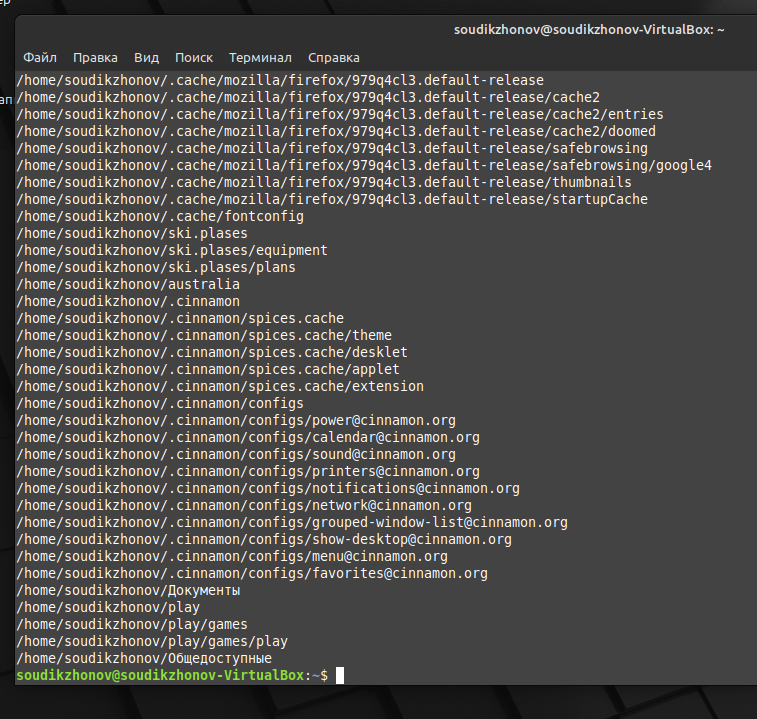 ер
soudikzhonov@soudikzhonov-VirtualBox: ~
Файл Правка Вид Поиск Терминал Справка
ап
/home/soudikzhonov/.cache/mozilla/firefox/979q4cl3.default-release
/home/soudikzhonov/.cache/mozilla/firefox/979q4cl3.default-release/cache2
/home/soudikzhonov/.cache/mozilla/firefox/979q4cl3.default-release/cache2/entries
/home/soudikzhonov/.cache/mozilla/firefox/979q4cl3.default-release/cache2/doomed
/home/soudikzhonov/.cache/mozilla/firefox/979q4cl3.default-release/safebrowsing
/home/soudikzhonov/.cache/mozilla/firefox/979q4cl3.default-release/safebrowsing/google4
/home/soudikzhonov/.cache/mozilla/firefox/979q4cl3.default-release/thumbnails
/home/soudikzhonov/.cache/mozilla/firefox/979q4cl3.default-release/startupCache
/home/soudikzhonov/.cache/fontconfig
/home/soudikzhonov/ski.plases
/home/soudikzhonov/ski.plases/equipment
/home/soudikzhonov/ski.plases/plans
/home/soudikzhonov/australia
/home/soudikzhonov/.cinnamon
/home/soudikzhonov/.cinnamon/spices.cache
/home/soudikzhonov/.cinnamon/spices.cache/theme
/home/soudikzhonov/.cinnamon/spices.cache/desklet
/home/soudikzhonov/.cinnamon/spices.cache/applet
/home/soudikzhonov/.cinnamon/spices.cache/extension
/home/soudikzhonov/.cinnamon/configs
/home/soudikzhonov/.cinnamon/configs/power@cinnamon.org
/home/soudikzhonov/.cinnamon/configs/calendar@cinnamon.org
/home/soudikzhonov/.cinnamon/configs/sound@cinnamon.org
/home/soudikzhonov/.cinnamon/configs/printers@cinnamon.org
/home/soudikzhonov/.cinnamon/configs/notifications@cinnamon.org
/home/soudikzhonov/.cinnamon/configs/network@cinnamon.org
/home/soudikzhonov/.cinnamon/configs/grouped-window-list@cinnamon.org
/home/soudikzhonov/.cinnamon/configs/show-desktop@cinnamon.org
/home/soudikzhonov/.cinnamon/configs/menu@cinnamon.org
/home/soudikzhonov/.cinnamon/configs/favorites@cinnamon.org
/home/soudikzhonov/Документы
/home/soudikzhonov/play
/home/soudikzhonov/play/games
/home/soudikzhonov/play/games/play
/home/soudikzhonov/Общедоступные
soudikzhonov@soudikzhonov-VirtualBox:~$